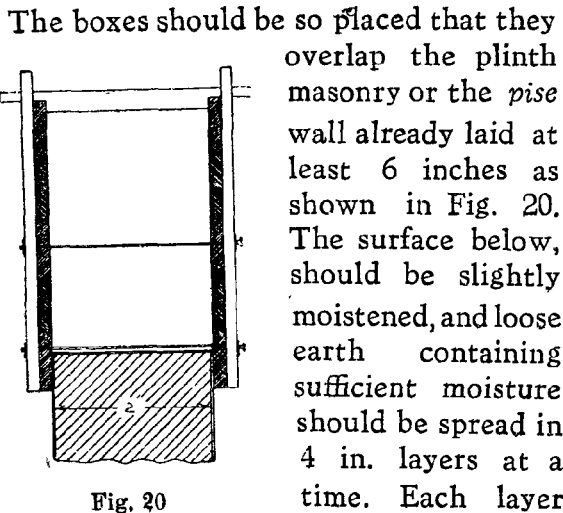 The boxes should be so placed that they
overlap the plinth
masonry or the pise
wall already laid at
least 6 inches as
shown in Fig. 20.
The surface below,
should be slightly
moistened, and loose
earth containing
sufficient moisture
should be spread in
4 in. layers at a
time. Each layer
2'
Fig. 20